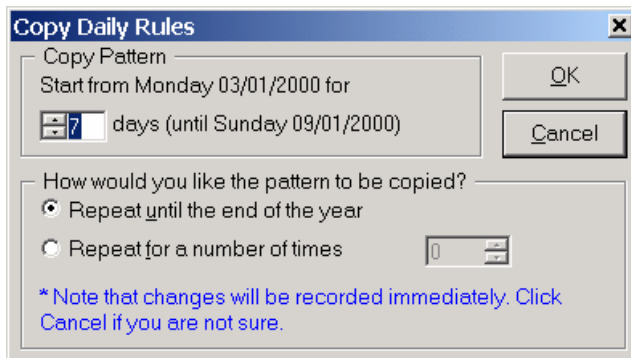 Copy Daily Rules
Copy Pattern
Start from Monday 03/01/2000 for
7 days (until Sunday 09/01/2000)
OK
Cancel
How would you like the pattern to be copied?
Repeat until the end of the year
Repeat for a number of times 0
* Note that changes will be recorded immediately. Click
Cancel if you are not sure.